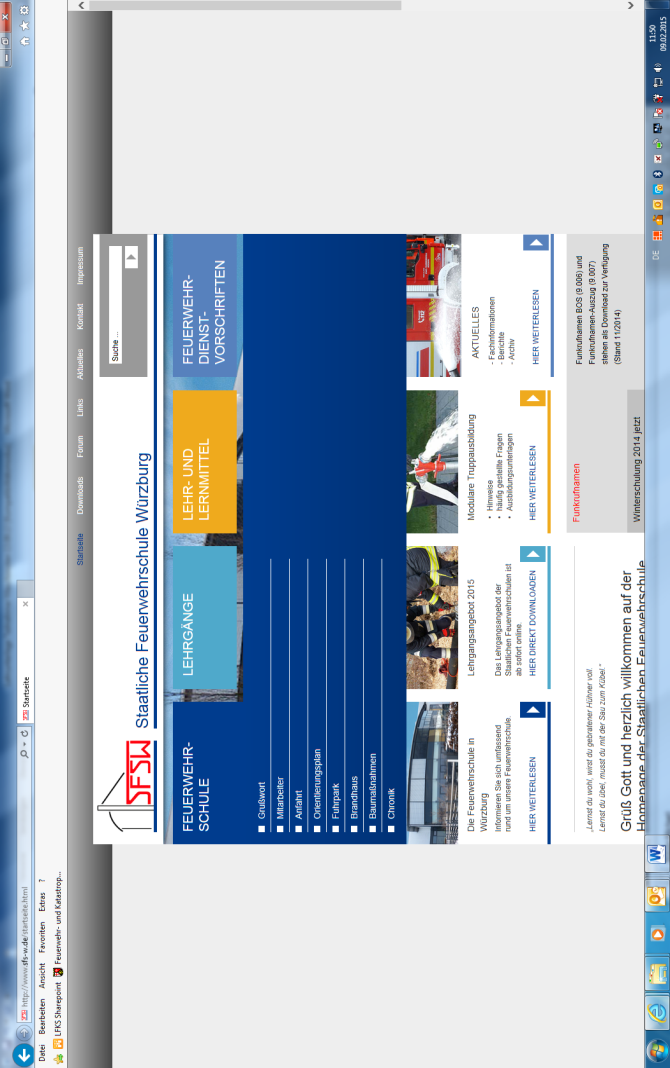 http://www.sfs-w.de/startseite.html
Startseite
Datei Bearbeiten Ansicht Favoriten Extras ?
LFKS Sharepoint Feuerwehr- und Katastrop...
Startseite Downloads Forum Links Aktuelles Kontakt Impressum
SFSW
Staatliche Feuerwehrschule Würzburg
Suche ...
FEUERWEHR-
SCHULE
LEHRGÄNGE
LEHR- UND
LERNMITTEL
FEUERWEHR-
DIENST-
VORSCHRIFTEN
Grußwort
Mitarbeiter
Anfahrt
Orientierungsplan
Fuhrpark
Brandhaus
Baumaßnahmen
Chronik
Die Feuerwehrschule in
Würzburg
Informieren Sie sich umfassend
rund um unsere Feuerwehrschule.
HIER WEITERLESEN
Lehrgangsangebot 2015
Das Lehrgangsangebot der
Staatlichen Feuerwehrschulen ist
ab sofort online.
HIER DIREKT DOWNLOADEN
Modulare Truppausbildung
• Hinweise
• häufig gestellte Fragen
• Ausbildungsunterlagen
HIER WEITERLESEN
AKTUELLES
- Fachinformationen
- Berichte
- Archiv
HIER WEITERLESEN
„Lernst du wohl, wirst du gebratener Hühner voll.
Lernst du übel, musst du mit der Sau zum Kübel.“
Grüß Gott und herzlich willkommen auf der
Homepage der Staatlichen Feuerwehrschule
Funkrufnamen
Funkrufnamen BOS (9.006) und
Funkrufnamen-Auszug (9.007)
stehen als Download zur Verfügung
(Stand 11/2014)
Winterschulung 2014 jetzt
DE
11:50
09.02.2015